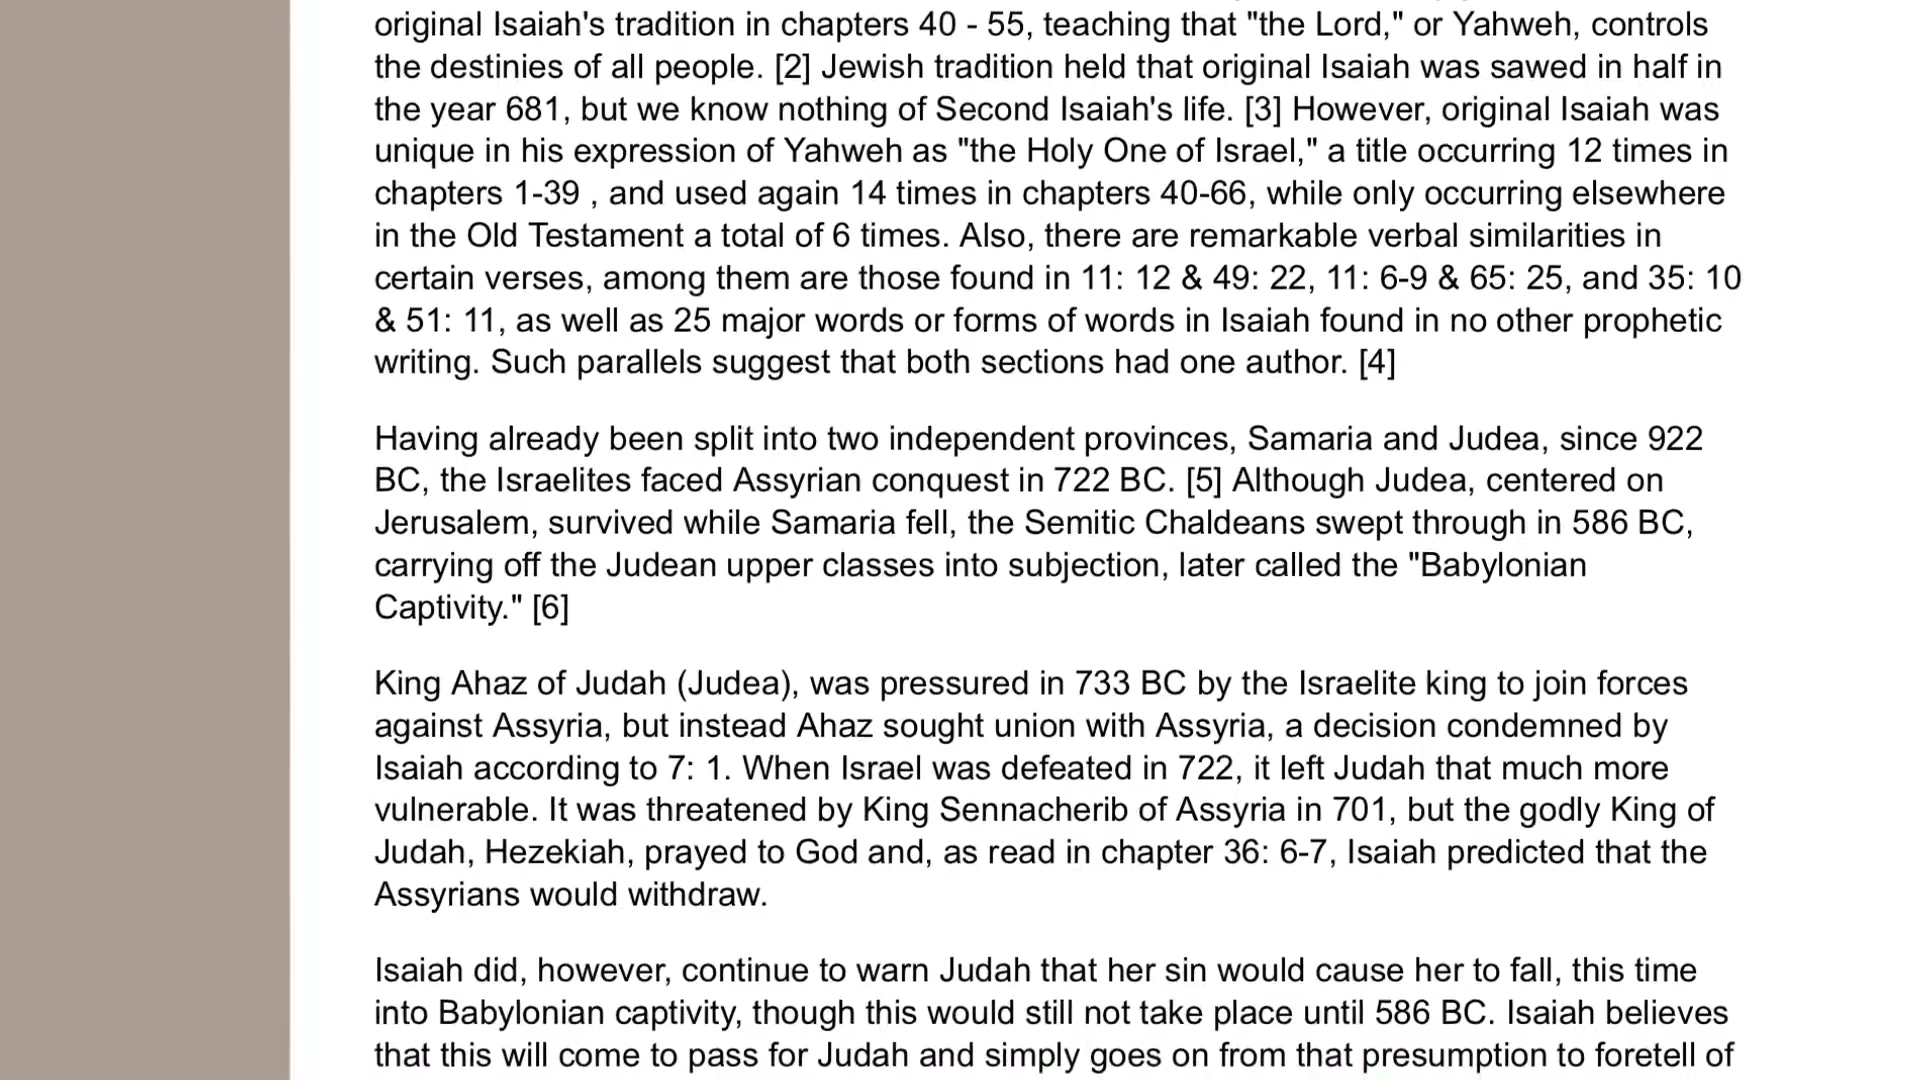 original Isaiah's tradition in chapters 40 - 55, teaching that "the Lord," or Yahweh, controls
the destinies of all people. [2] Jewish tradition held that original Isaiah was sawed in half in
the year 681, but we know nothing of Second Isaiah's life. [3] However, original Isaiah was
unique in his expression of Yahweh as "the Holy One of Israel," a title occurring 12 times in
chapters 1-39 , and used again 14 times in chapters 40-66, while only occurring elsewhere
in the Old Testament a total of 6 times. Also, there are remarkable verbal similarities in
certain verses, among them are those found in 11: 12 & 49: 22, 11: 6-9 & 65: 25, and 35: 10
& 51: 11, as well as 25 major words or forms of words in Isaiah found in no other prophetic
writing. Such parallels suggest that both sections had one author. [4]
Having already been split into two independent provinces, Samaria and Judea, since 922
BC, the Israelites faced Assyrian conquest in 722 BC. [5] Although Judea, centered on
Jerusalem, survived while Samaria fell, the Semitic Chaldeans swept through in 586 BC,
carrying off the Judean upper classes into subjection, later called the "Babylonian
Captivity." [6]
King Ahaz of Judah (Judea), was pressured in 733 BC by the Israelite king to join forces
against Assyria, but instead Ahaz sought union with Assyria, a decision condemned by
Isaiah according to 7: 1. When Israel was defeated in 722, it left Judah that much more
vulnerable. It was threatened by King Sennacherib of Assyria in 701, but the godly King of
Judah, Hezekiah, prayed to God and, as read in chapter 36: 6-7, Isaiah predicted that the
Assyrians would withdraw.
Isaiah did, however, continue to warn Judah that her sin would cause her to fall, this time
into Babylonian captivity, though this would still not take place until 586 BC. Isaiah believes
that this will come to pass for Judah and simply goes on from that presumption to foretell of